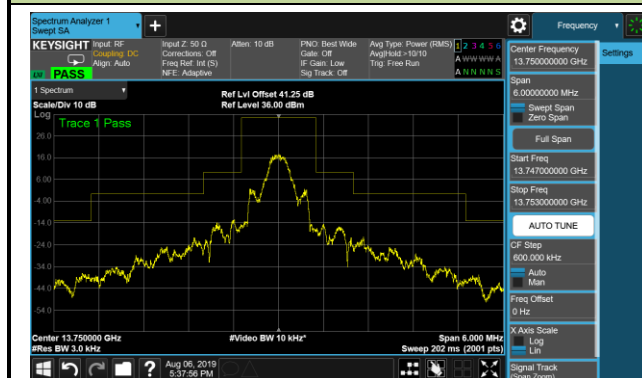 Spectrum Analyzer 1
Swept SA
+
Frequency
KEYSIGHT
Input: RF
Coupling: DC
Align: Auto
Input Z: 50 Ω
Corrections: Off
Freq Ref: Int (S)
NFE: Adaptive
Atten: 10 dB
PNO: Best Wide
Gate: Off
IF Gain: Low
Sig Track: Off
Avg Type: Power (RMS)
Avg|Hold:>10/10
Trig: Free Run
1 2 3 4 5 6
A W W W W A
A N N N N S
PASS
Center Frequency
13.750000000 GHz
Settings
Span
6.00000000 MHz
Swept Span
Zero Span
Full Span
Start Freq
13.747000000 GHz
Stop Freq
13.753000000 GHz
AUTO TUNE
CF Step
600.000 kHz
Auto
Man
Freq Offset
0 Hz
X Axis Scale
Log
Lin
Signal Track
(Span Zoom)
1 Spectrum
Scale/Div 10 dB
Ref Lvl Offset 41.25 dB
Ref Level 36.00 dBm
Log
Trace 1 Pass
26.0
16.0
6.00
-4.00
-14.0
-24.0
-34.0
-44.0
-54.0
Center 13.75000 GHz
#Res BW 3.0 kHz
#Video BW 10 kHz*
Span 6.000 MHz
Sweep 202 ms (2001 pts)
?
Aug 06, 2019
5:37:56 PM